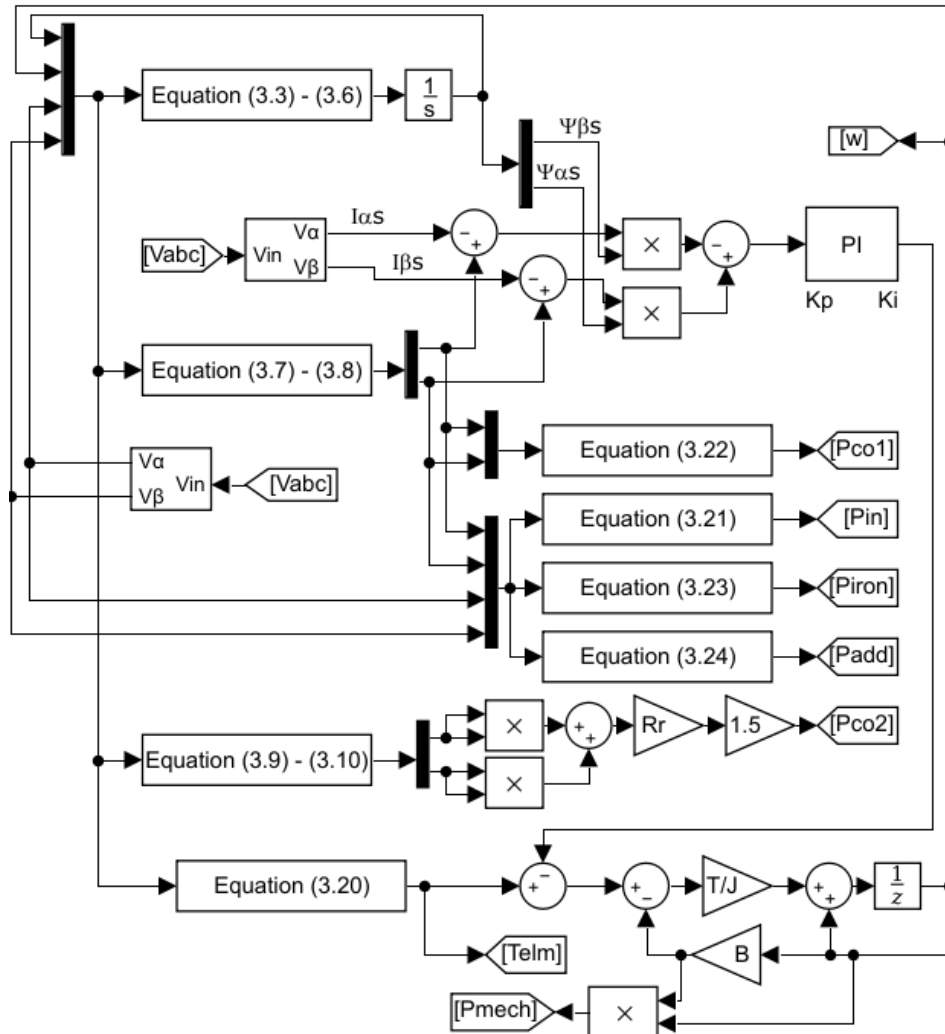 Equation (3.3) - (3.6)
1
s
Ψβs
Ψαs
[w]
[Vabc]
Vin
Vα
Vβ
Iαs
Iβs
-
+
-
+
×
×
-
+
PI
Kp
Ki
Equation (3.7) - (3.8)
Vα
Vβ
Vin
[Vabc]
Equation (3.22)
[Pco1]
Equation (3.21)
[Pin]
Equation (3.23)
[Piron]
Equation (3.24)
[Padd]
Equation (3.9) - (3.10)
×
×
+
+
Rr
1.5
[Pco2]
Equation (3.20)
+
-
+
-
T/J
+
+
1
z
[Telm]
B
[Pmech]
×